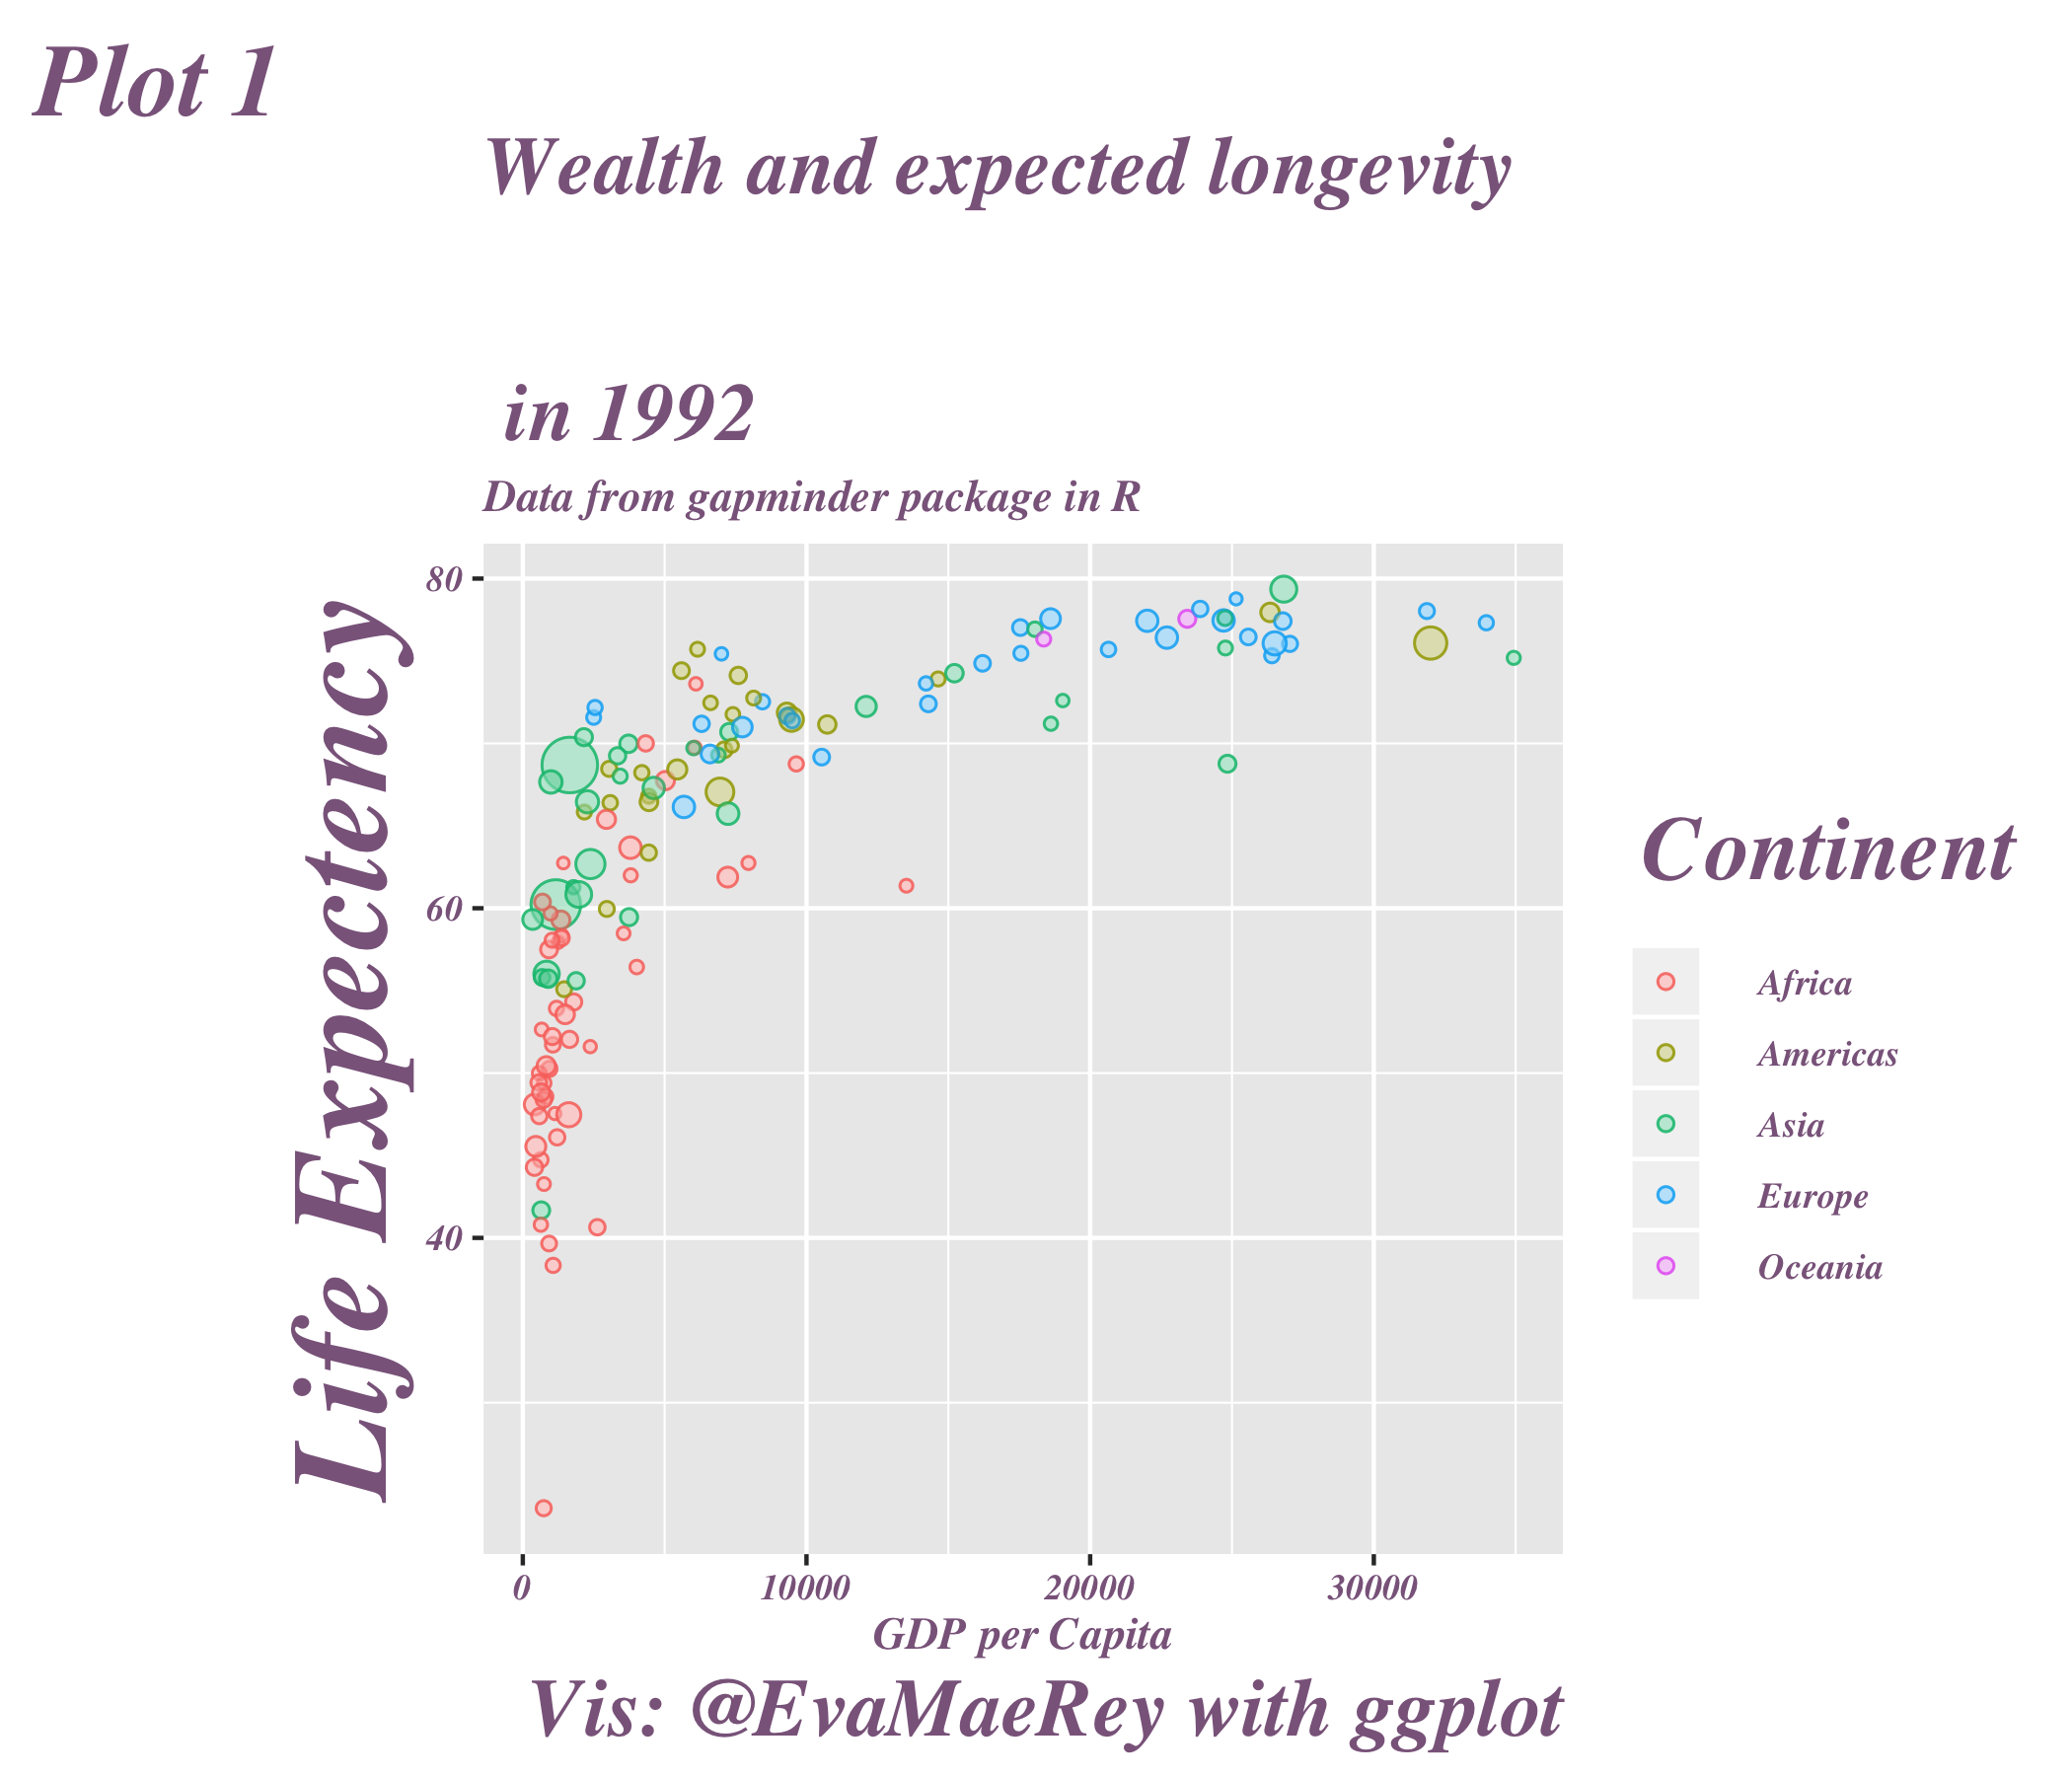 Plot 1
Wealth and expected longevity
in 1992
Data from gapminder package in R
Life Expectency
80
60
40
0 10000 20000 30000
GDP per Capita
Continent
Africa
Americas
Asia
Europe
Oceania
Vis: @EvaMaeRey with ggplot